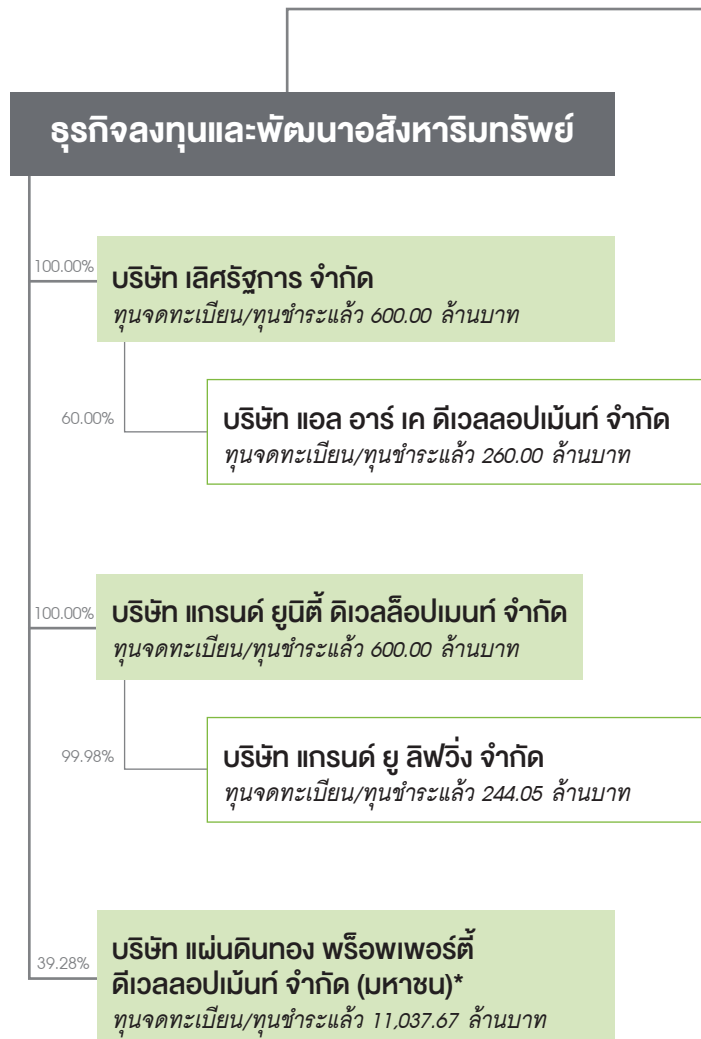 ธุรกิจลงทุนและพัฒนาอสังหาริมทรัพย์
100.00%
บริษัท เลิศรัฐการ จำกัด
ทุนจดทะเบียน/ทุนชำระแล้ว 600.00 ล้านบาท
60.00%
บริษัท แอล อาร์ เค ดีเวลลอปเม้นท์ จำกัด
ทุนจดทะเบียน/ทุนชำระแล้ว 260.00 ล้านบาท
100.00%
บริษัท แกรนด์ ยูนิตี้ ดิเวลล็อปเมนท์ จำกัด
ทุนจดทะเบียน/ทุนชำระแล้ว 600.00 ล้านบาท
99.98%
บริษัท แกรนด์ ยู ลิฟวิ่ง จำกัด
ทุนจดทะเบียน/ทุนชำระแล้ว 244.05 ล้านบาท
39.28%
บริษัท แผ่นดินทอง พร็อพเพอร์ตี้
ดีเวลลอปเม้นท์ จำกัด (มหาชน)*
ทุนจดทะเบียน/ทุนชำระแล้ว 11,037.67 ล้านบาท